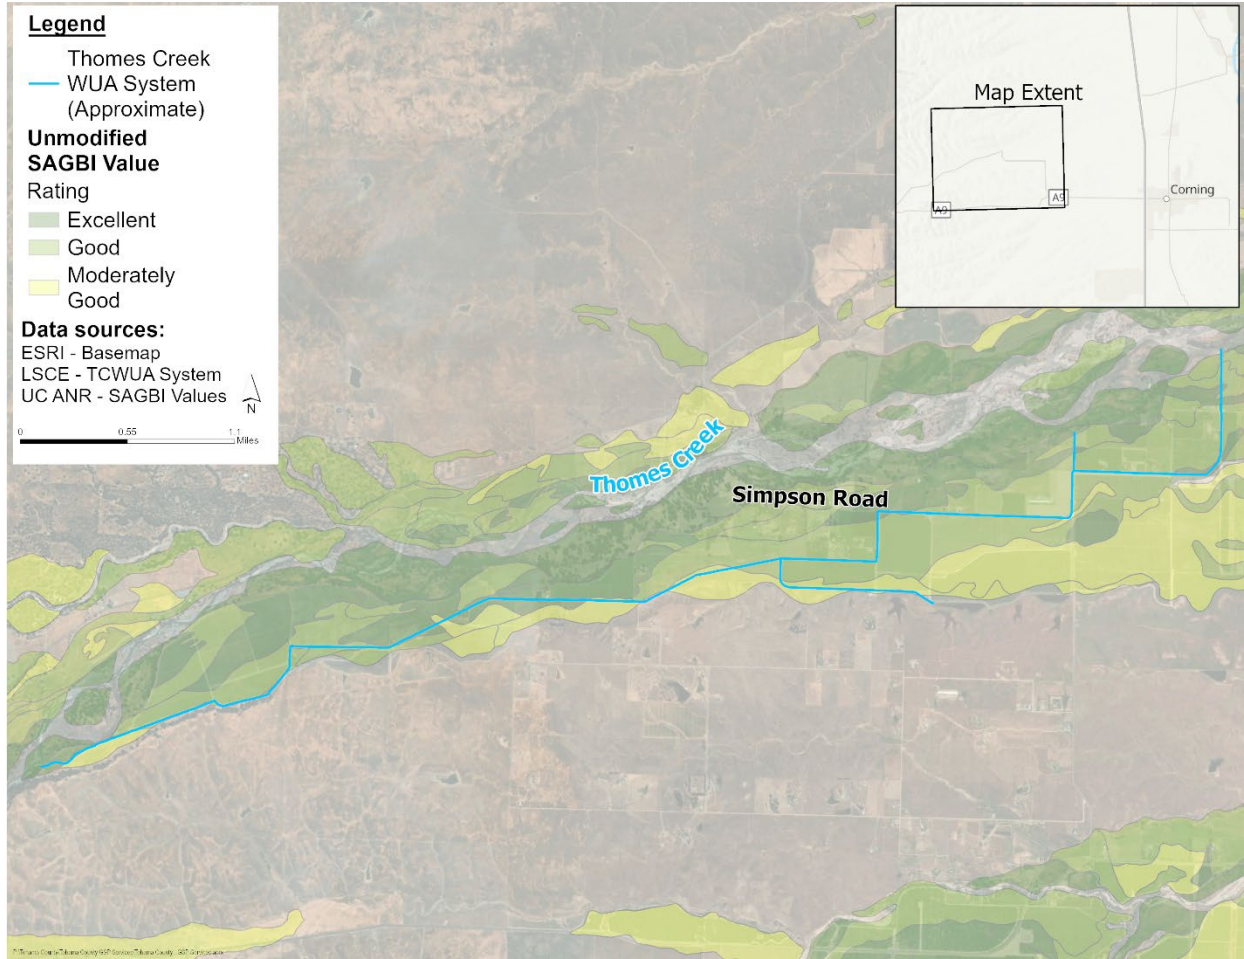 Legend
Thomes Creek
WUA System
(Approximate)
Unmodified
SAGBI Value
Rating
Excellent
Good
Moderately
Good
Data sources:
ESRI - Basemap
LSCE - TCWUA System
UC ANR - SAGBI Values
N
0 0.55 1.1
Miles
Map Extent
A9
A9
Corning
Thomes Creek
Simpson Road